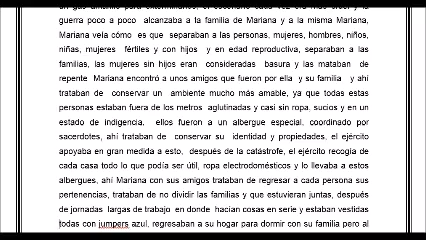 guerra poco a poco alcanzaba a la familia de Mariana y a la misma Mariana,
Mariana vela cómo es que separaban a las personas, mujeres, hombres, niños,
niñas, mujeres fértiles y con hijos y en edad reproductiva, separaban a las
familias, las mujeres sin hijos eran consideradas basura y las mataban de
repente Mariana encontró a unos amigos que fueron por ella y su familia y ahí
trataban de conservar un ambiente mucho más amable, ya que todas estas
personas estaban fuera de los metros aglutinadas y casi sin ropa, sucios y en un
estado de indigencia. ellos fueron a un albergue especial, coordinado por
sacerdotes, ahí trataban de conservar su identidad y propiedades, el ejército
apoyaba en gran medida a esto, después de la catástrofe, el ejército recogía de
cada casa todo lo que podía ser útil, ropa electrodomésticos y lo llevaba a estos
albergues, ahí Mariana con sus amigos trataban de regresar a cada persona sus
pertenencias, trataban de no dividir las familias y que estuvieran juntas, después
de jornadas largas de trabajo en donde hacían cosas en serie y estaban vestidas
todas con jumpers azul, regresaban a su hogar para dormir con su familia pero al